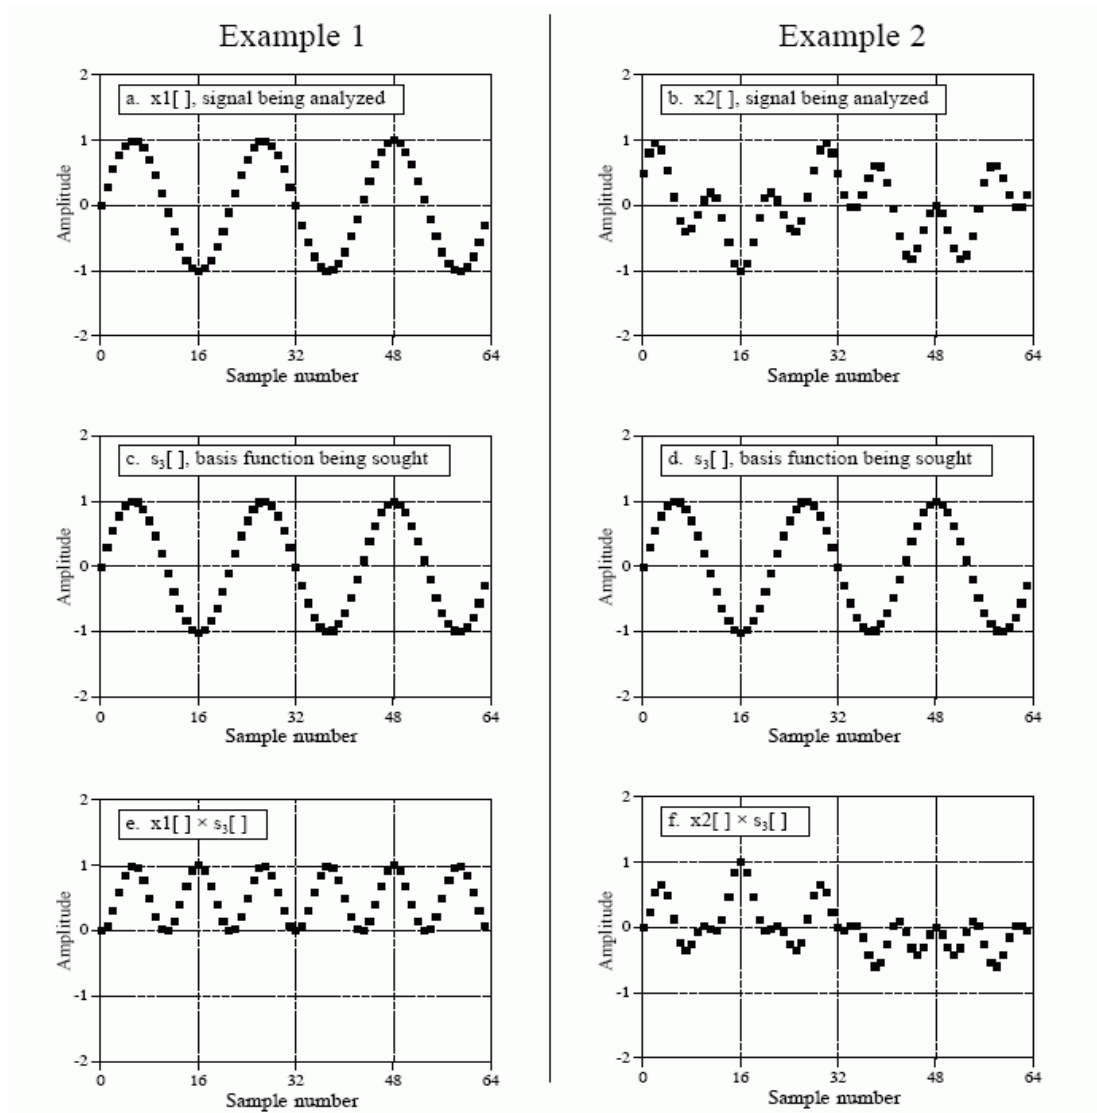 Example 1
Example 2
a. x1[ ], signal being analyzed
2
1
0
-1
-2
Amplitude
0 16 32 48 64
Sample number
b. x2[ ], signal being analyzed
2
1
0
-1
-2
Amplitude
0 16 32 48 64
Sample number
c. s₃[ ], basis function being sought
2
1
0
-1
-2
Amplitude
0 16 32 48 64
Sample number
d. s₃[ ], basis function being sought
2
1
0
-1
-2
Amplitude
0 16 32 48 64
Sample number
e. x1[ ] × s₃[ ]
2
1
0
-1
-2
Amplitude
0 16 32 48 64
Sample number
f. x2[ ] × s₃[ ]
2
1
0
-1
-2
Amplitude
0 16 32 48 64
Sample number